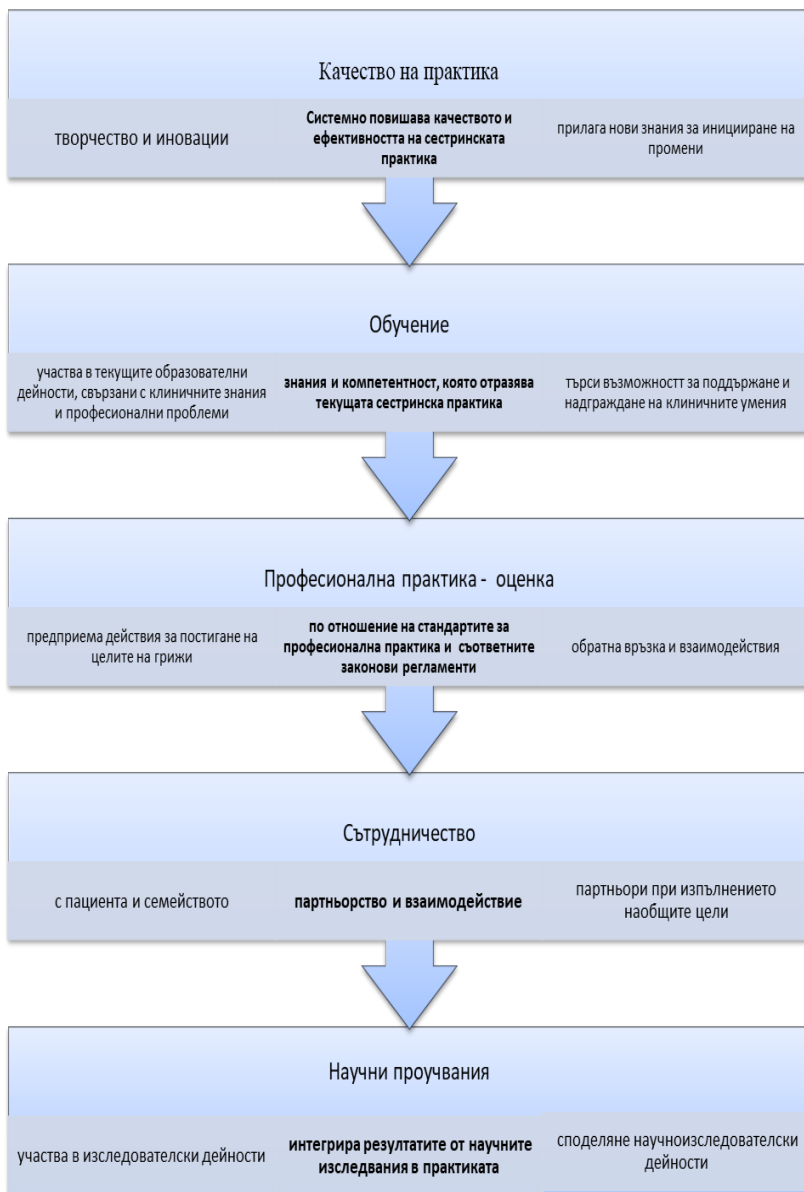 Качество на практика
творчество и иновации
Системно повишава качеството и
ефективността на сестринската
практика
прилага нови знания за иницииране на
промени
Обучение
участва в текущите образователни
дейности, свързани с клиничните знания
и професионални проблеми
знания и компетентност, която отразява
текущата сестринска практика
търси възможностт за поддържане и
надграждане на клиничните умения
Професионална практика - оценка
предприема действия за постигане на
целите на грижи
по отношение на стандартите за
професионална практика и съответните
законови регламенти
обратна връзка и взаимодействия
Сътрудничество
с пациента и семейството
партньорство и взаимодействие
партньори при изпълнението
наобщите цели
Научни проучвания
участва в изследователски дейности
интегрира резултатите от научните
изследвания в практиката
споделяне научноизследователски
дейности